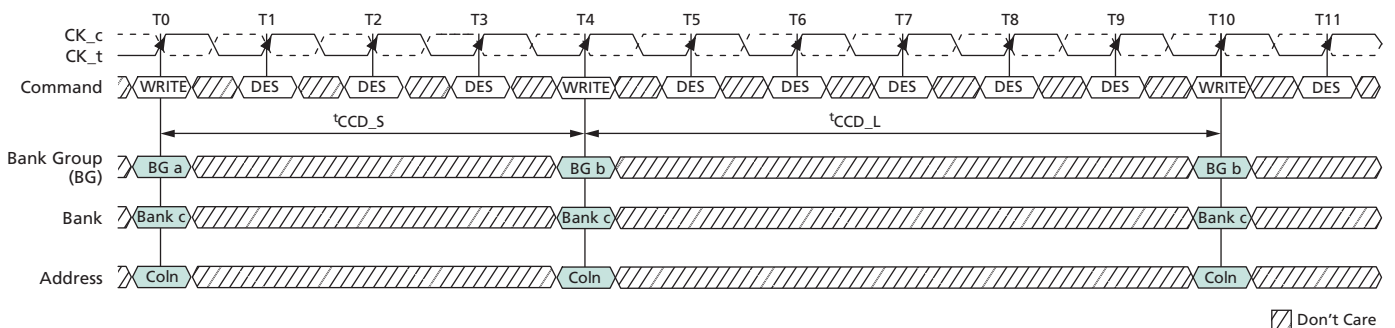 T0 T1 T2 T3 T4 T5 T6 T7 T8 T9 T10 T11
CK_c
CK_t
Command WRITE DES DES DES WRITE DES DES DES DES DES WRITE DES
tCCD_S tCCD_L
Bank Group
(BG) BG a BG b BG b
Bank Bank c Bank c Bank c
Address Coln Coln Coln
Don't Care